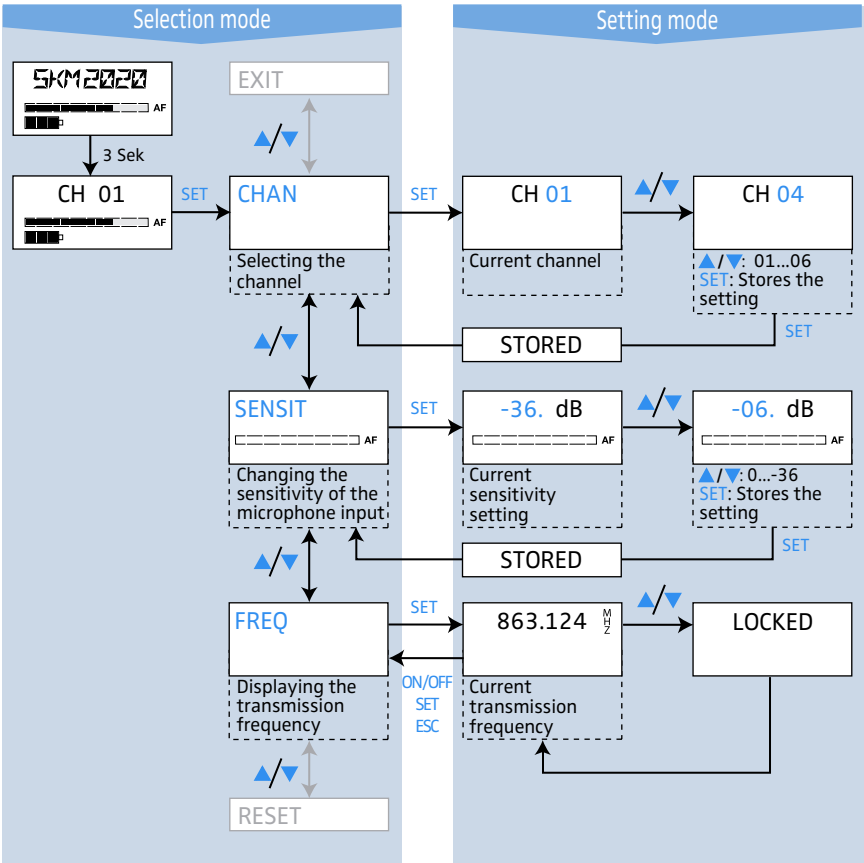 Selection mode
Setting mode
SKM2020
AF
3 Sek
CH 01
AF
EXIT
▲/▼
SET
CHAN
Selecting the
channel
SET
CH 01
Current channel
▲/▼
CH 04
▲/▼: 01...06
SET: Stores the
setting
SET
STORED
▲/▼
SENSIT
AF
Changing the
sensitivity of the
microphone input
SET
-36. dB
AF
Current
sensitivity
setting
▲/▼
-06. dB
AF
▲/▼: 0...-36
SET: Stores the
setting
SET
STORED
▲/▼
FREQ
Displaying the
transmission
frequency
SET
863.124 MHZ
Current
transmission
frequency
▲/▼
LOCKED
ON/OFF
SET
ESC
▲/▼
RESET